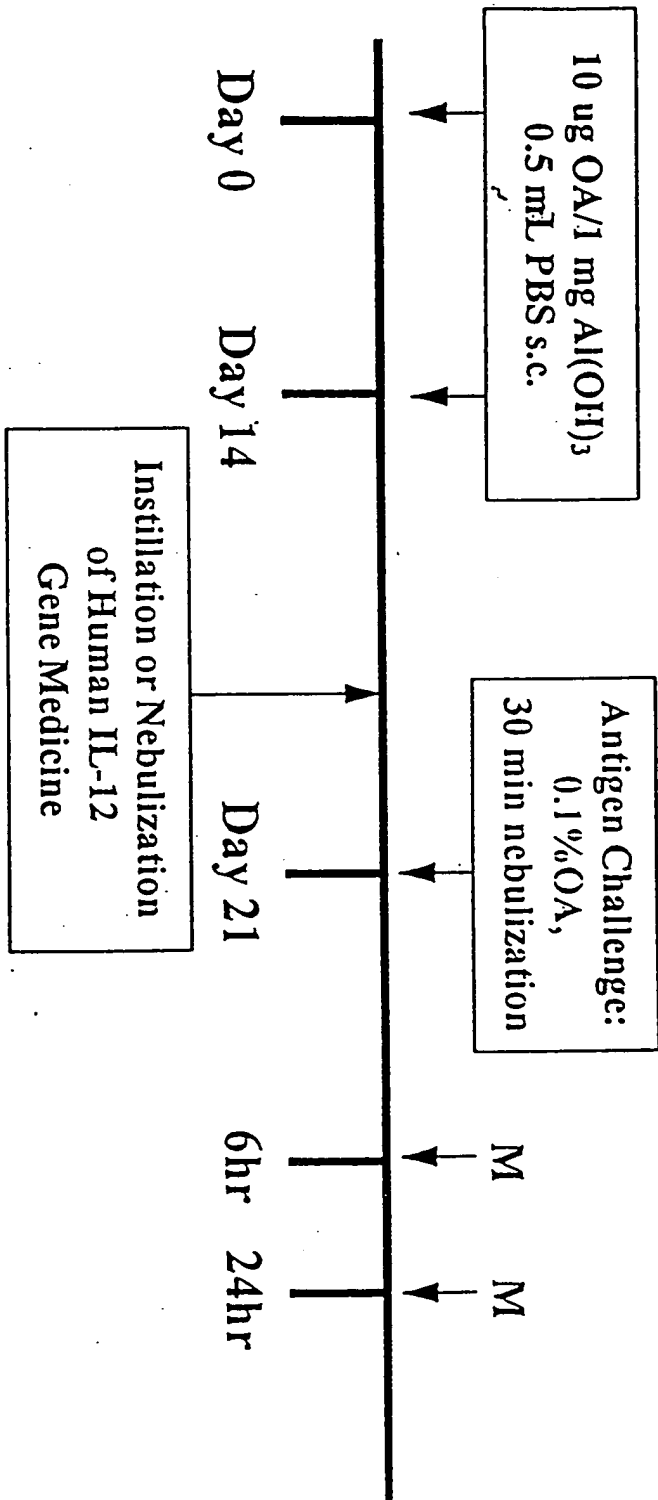 10 ug OA/1 mg Al(OH)₃
0.5 mL PBS s.c.
Antigen Challenge:
0.1%OA,
30 min nebulization
M
M
Day 0
Day 14
Day 21
6hr
24hr
Instillation or Nebulization
of Human IL-12
Gene Medicine